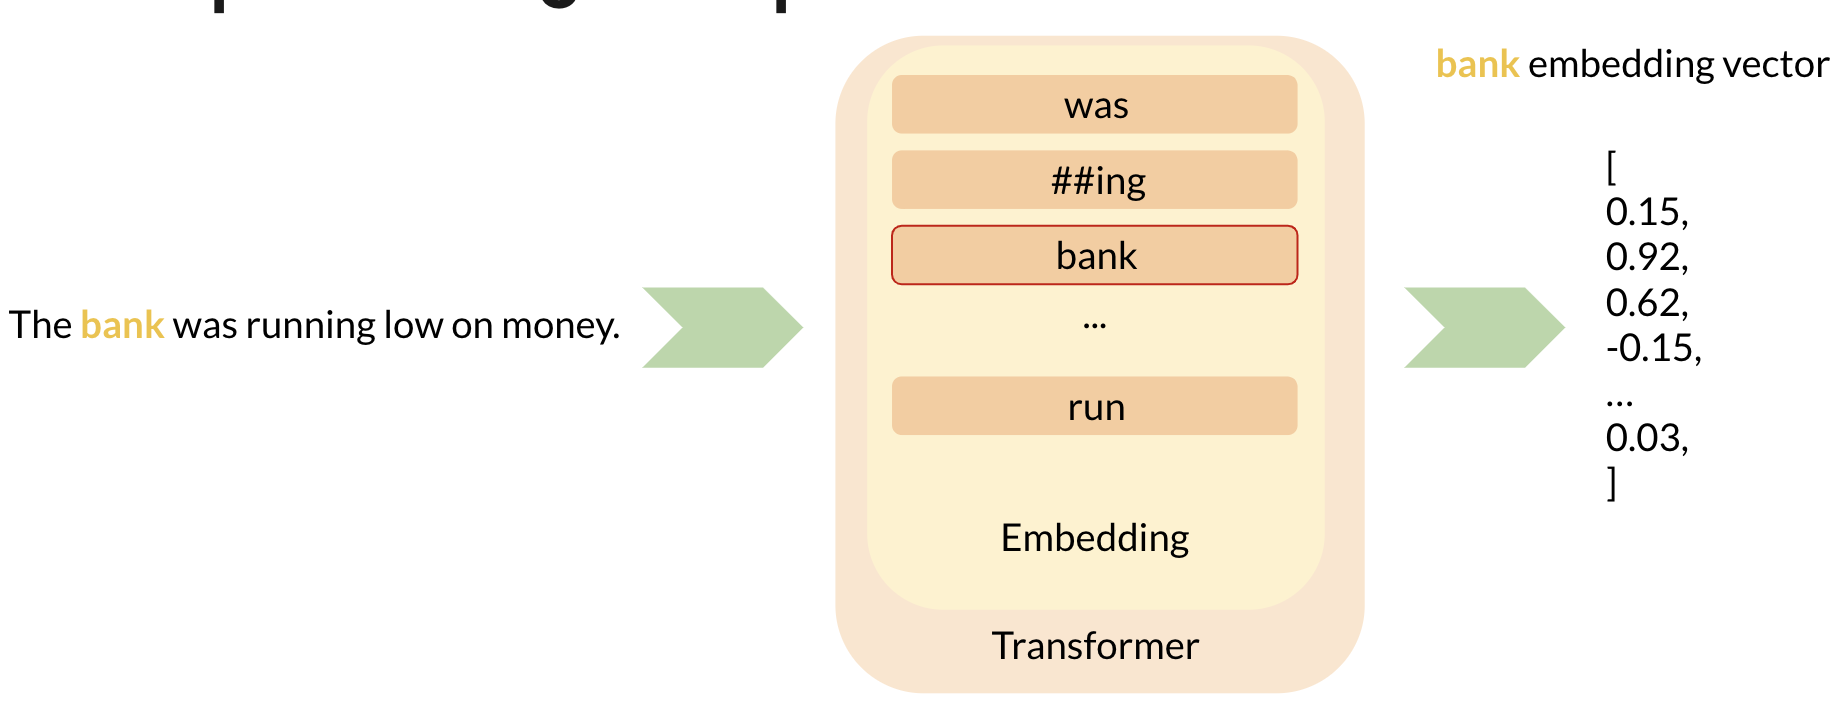 The bank was running low on money.
was
##ing
bank
...
run
Embedding
Transformer
bank embedding vector
[
0.15,
0.92,
0.62,
-0.15,
...
0.03,
]